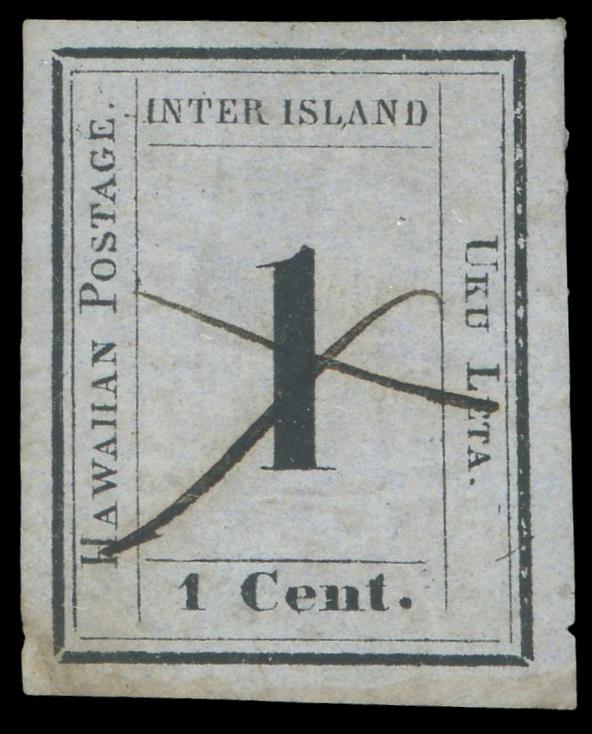 INTER ISLAND
HAWAIIAN POSTAGE.
1
UKU LETA.
1 Cent.